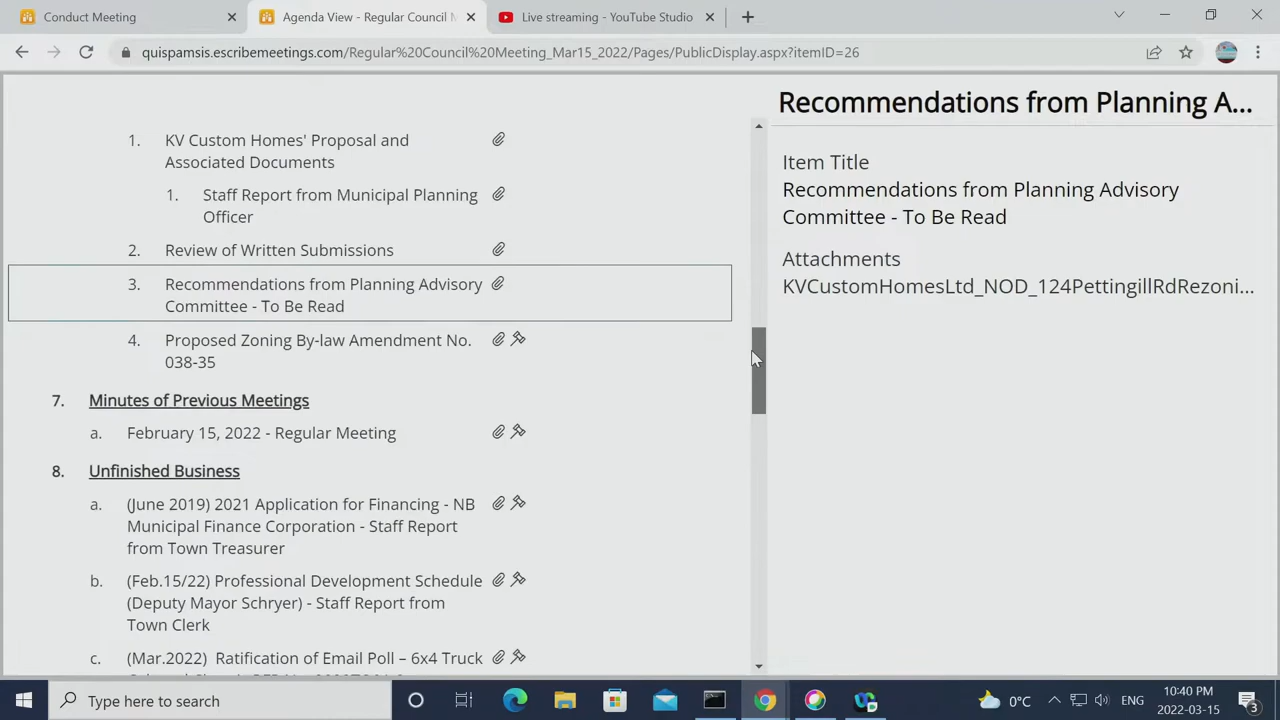 Conduct Meeting
Agenda View - Regular Council M
Live streaming - YouTube Studio
quispamsis.escribemeetings.com/Regular%20Council%20Meeting_Mar15_2022/Pages/PublicDisplay.aspx?itemID=26
1. KV Custom Homes' Proposal and
Associated Documents
1. Staff Report from Municipal Planning
Officer
2. Review of Written Submissions
3. Recommendations from Planning Advisory
Committee - To Be Read
4. Proposed Zoning By-law Amendment No.
038-35
7. Minutes of Previous Meetings
a. February 15, 2022 - Regular Meeting
8. Unfinished Business
a. (June 2019) 2021 Application for Financing - NB
Municipal Finance Corporation - Staff Report
from Town Treasurer
b. (Feb.15/22) Professional Development Schedule
(Deputy Mayor Schryer) - Staff Report from
Town Clerk
c. (Mar.2022) Ratification of Email Poll – 6x4 Truck
Recommendations from Planning A...
Item Title
Recommendations from Planning Advisory
Committee - To Be Read
Attachments
KVCustomHomesLtd_NOD_124PettingillRdRezoni...
Type here to search
0°C
ENG
10:40 PM
2022-03-15
3